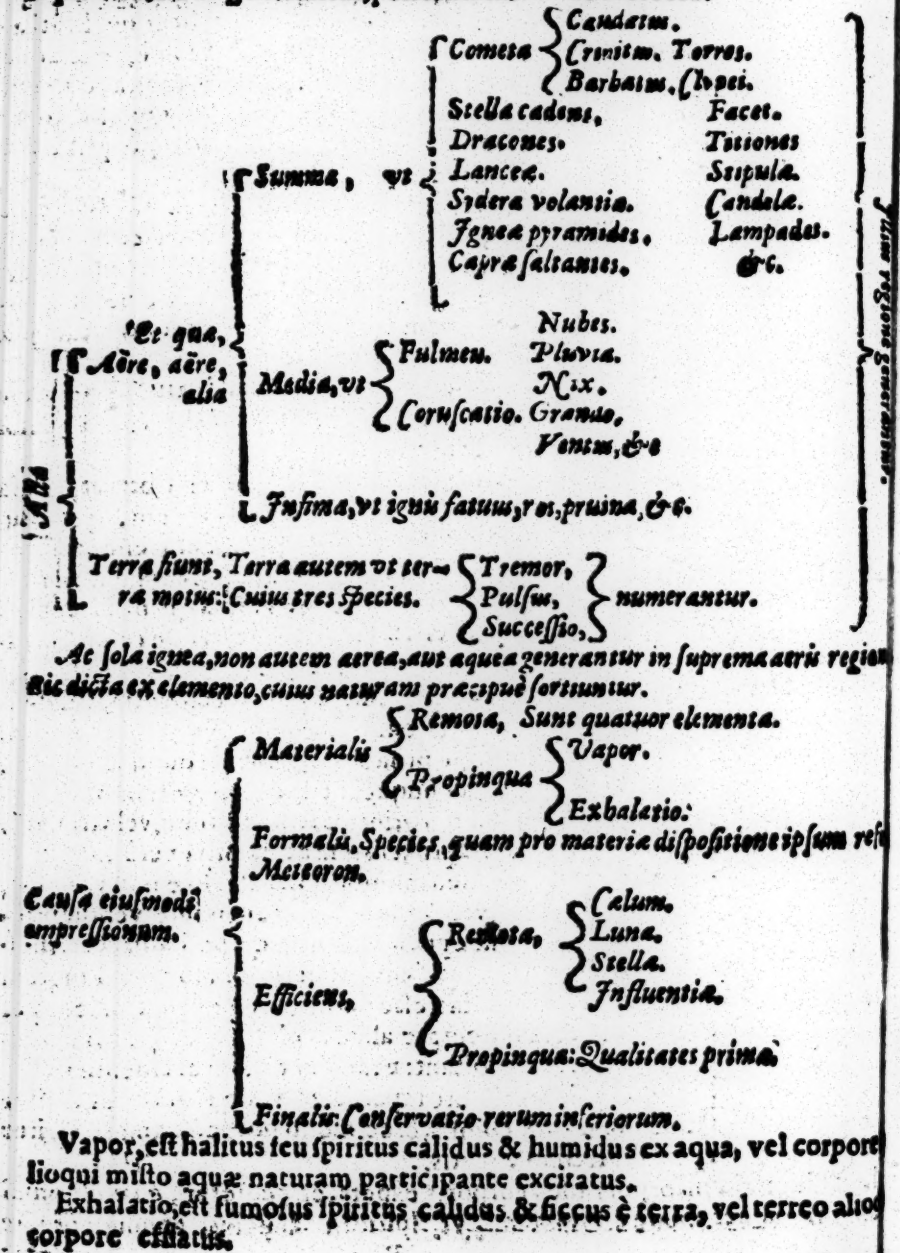 Caudatus.
Cometa Crinitus. Torres.
Barbatus. Clypei.
Stella cadens, Faces.
Dracones. Titiones
Summa, vt Lanceæ. Stipulæ.
Sydera volantia. Candelæ.
Igneæ pyramides, Lampades.
Capræ saltantes. &c.
Nubes.
Et qua,
Aëre, aëre, Fulmen. Pluvia.
alia Media, vt Nix.
Coruscatio. Grando,
Ventus, &c
Infima, vt ignis fatuus, ros, pruina, &c.
Alia
regione generantur.
Terra fiunt, Terra autem vt ter- Tremor,
ræ motus: Cuius tres species. Pulsus, numerantur.
Successio,
Ac sola ignea, non autem aerea, aut aquea generantur in suprema aeris region
sic dicta ex elemento, cuius naturam præcipuè sortiuntur.
Remota, Sunt quatuor elementa.
Materialis Vapor.
Propinqua
Exhalatio:
Formalis, Species, quam pro materiæ dispositione ipsum
Meteoron.
Causa eiusmodi Cælum.
impressionum. Remota, Luna.
Stellæ.
Efficiens, Influentiæ.
Propinqua: Qualitates primæ
Finalis: Conservatio rerum inferiorum.
Vapor, est halitus seu spiritus calidus & humidus ex aqua, vel corpore
lioqui misto aquæ naturam participante excitatus.
Exhalatio, est fumosus spiritus calidus & siccus è terra, vel terreo alioq
corpore efflatus.